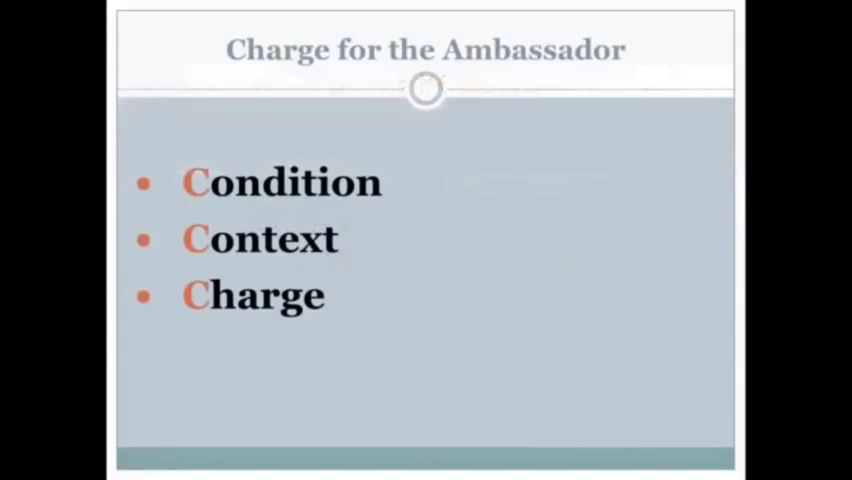 Charge for the Ambassador
• Condition
• Context
• Charge